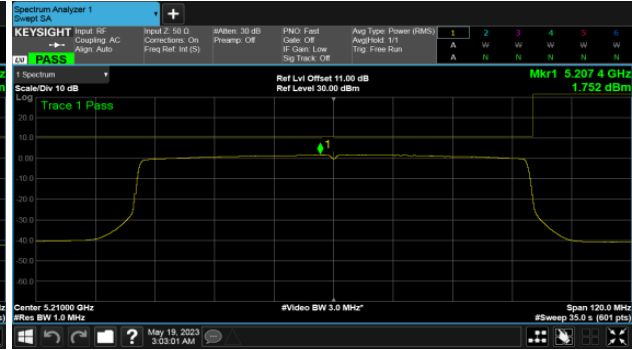 Spectrum Analyzer 1
Swept SA
+
KEYSIGHT Input: RF Input Z: 50 Ω #Atten: 30 dB PNO: Fast Avg Type: Power (RMS) 1 2 3 4 5 6
Coupling: AC Corrections: On Preamp: Off Gate: Off Avg|Hold: 1/1 A W W W W W
Align: Auto Freq Ref: Int (S) IF Gain: Low Trig: Free Run
LXI PASS Sig Track: Off A N N N N N
1 Spectrum Ref Lvl Offset 11.00 dB Mkr1 5.207 4 GHz
Scale/Div 10 dB Ref Level 30.00 dBm 1.752 dBm
Log
Trace 1 Pass
20.0
10.0
1
0.00
-10.0
-20.0
-30.0
-40.0
-50.0
-60.0
Center 5.21000 GHz #Video BW 3.0 MHz* Span 120.0 MHz
#Res BW 1.0 MHz #Sweep 35.0 s (601 pts)
? May 19, 2023
3:03:01 AM